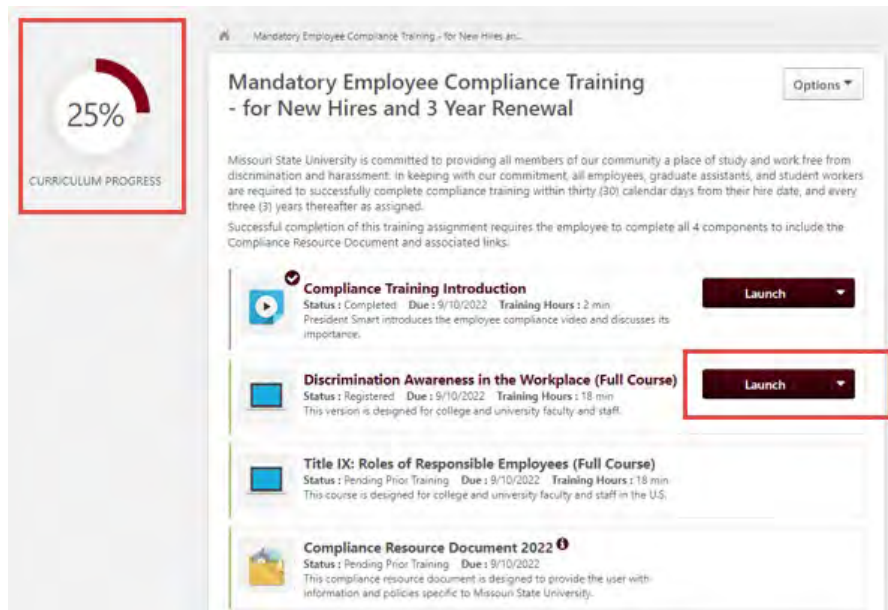 Mandatory Employee Compliance Training - for New Hires an...
Mandatory Employee Compliance Training
- for New Hires and 3 Year Renewal
Options
25%
CURRICULUM PROGRESS
Missouri State University is committed to providing all members of our community a place of study and work free from
discrimination and harassment. In keeping with our commitment, all employees, graduate assistants, and student workers
are required to successfully complete compliance training within thirty (30) calendar days from their hire date, and every
three (3) years thereafter as assigned.
Successful completion of this training assignment requires the employee to complete all 4 components to include the
Compliance Resource Document and associated links.
Compliance Training Introduction
Status : Completed Due : 9/10/2022 Training Hours : 2 min
President Smart introduces the employee compliance video and discusses its
importance.
Launch
Discrimination Awareness in the Workplace (Full Course)
Status : Registered Due : 9/10/2022 Training Hours : 18 min
This version is designed for college and university faculty and staff.
Launch
Title IX: Roles of Responsible Employees (Full Course)
Status : Pending Prior Training Due : 9/10/2022 Training Hours : 18 min
This course is designed for college and university faculty and staff in the U.S.
Compliance Resource Document 2022
Status : Pending Prior Training Due : 9/10/2022
This compliance resource document is designed to provide the user with
information and policies specific to Missouri State University.